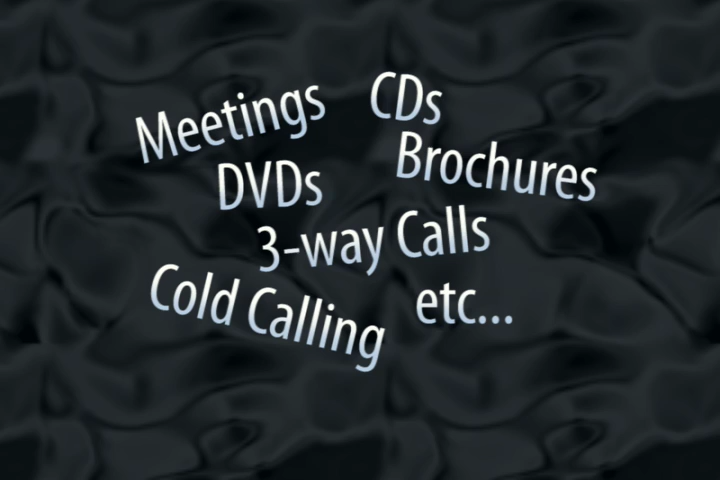 Meetings
CDs
DVDs
Brochures
3-way Calls
Cold Calling
etc...